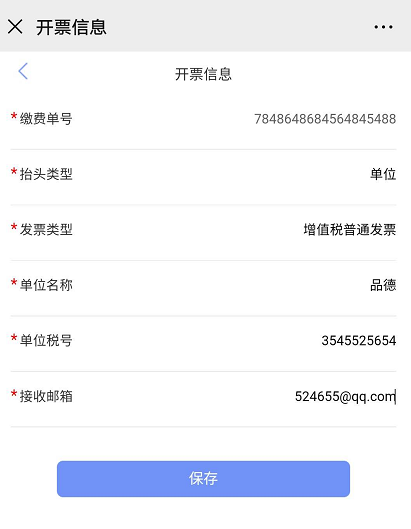 开票信息
开票信息
*缴费单号 7848648684564845488
*抬头类型 单位
*发票类型 增值税普通发票
*单位名称 品德
*单位税号 3545525654
*接收邮箱 524655@qq.com
保存